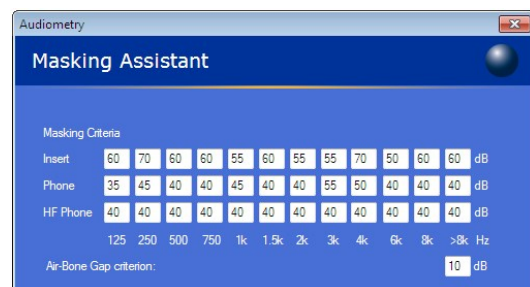 Audiometry
Masking Assistant
Masking Criteria
Insert 60 70 60 60 55 60 55 55 70 50 60 60 dB
Phone 35 45 40 40 45 40 40 55 50 40 40 40 dB
HF Phone 40 40 40 40 40 40 40 40 40 40 40 40 dB
125 250 500 750 1k 1.5k 2k 3k 4k 6k 8k >8k Hz
Air-Bone Gap criterion: 10 dB